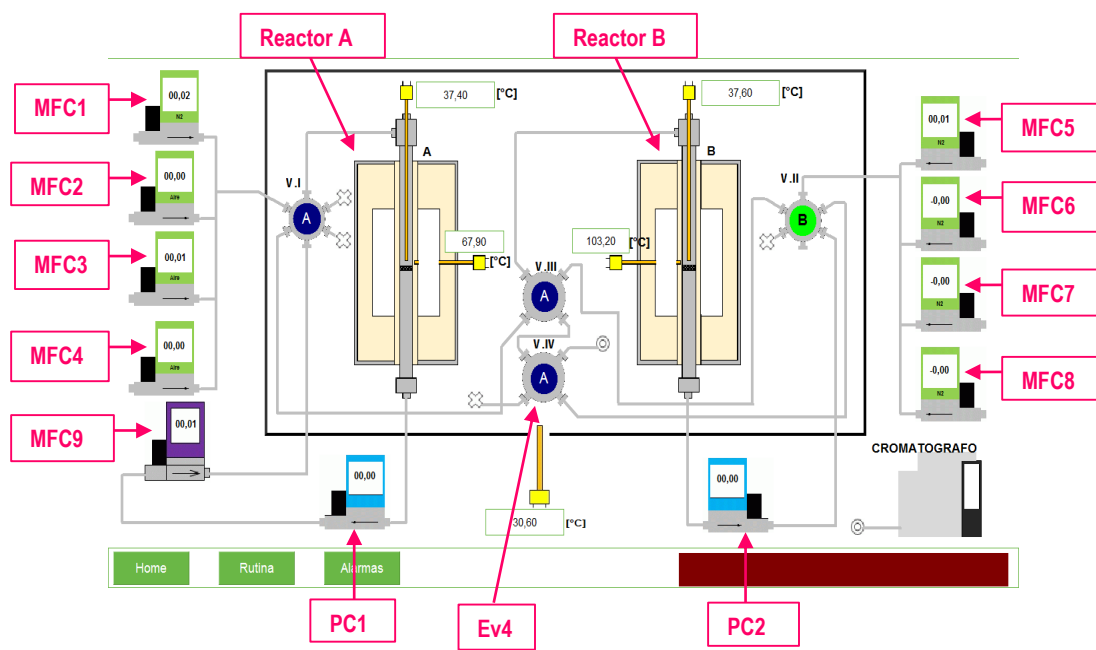 Reactor A
Reactor B
MFC1
00,02
N2
37,40 [°C]
37,60 [°C]
00,01
N2
MFC5
A
B
MFC2
00,00
Aire
V.I
A
V.II
B
-0,00
N2
MFC6
MFC3
00,01
Aire
67,90 [°C]
103,20 [°C]
V.III
A
-0,00
N2
MFC7
MFC4
00,00
Aire
V.IV
A
-0,00
N2
MFC8
MFC9
00,01
CROMATOGRAFO
00,00
00,00
30,60 [°C]
Home
Rutina
Alarmas
PC1
Ev4
PC2